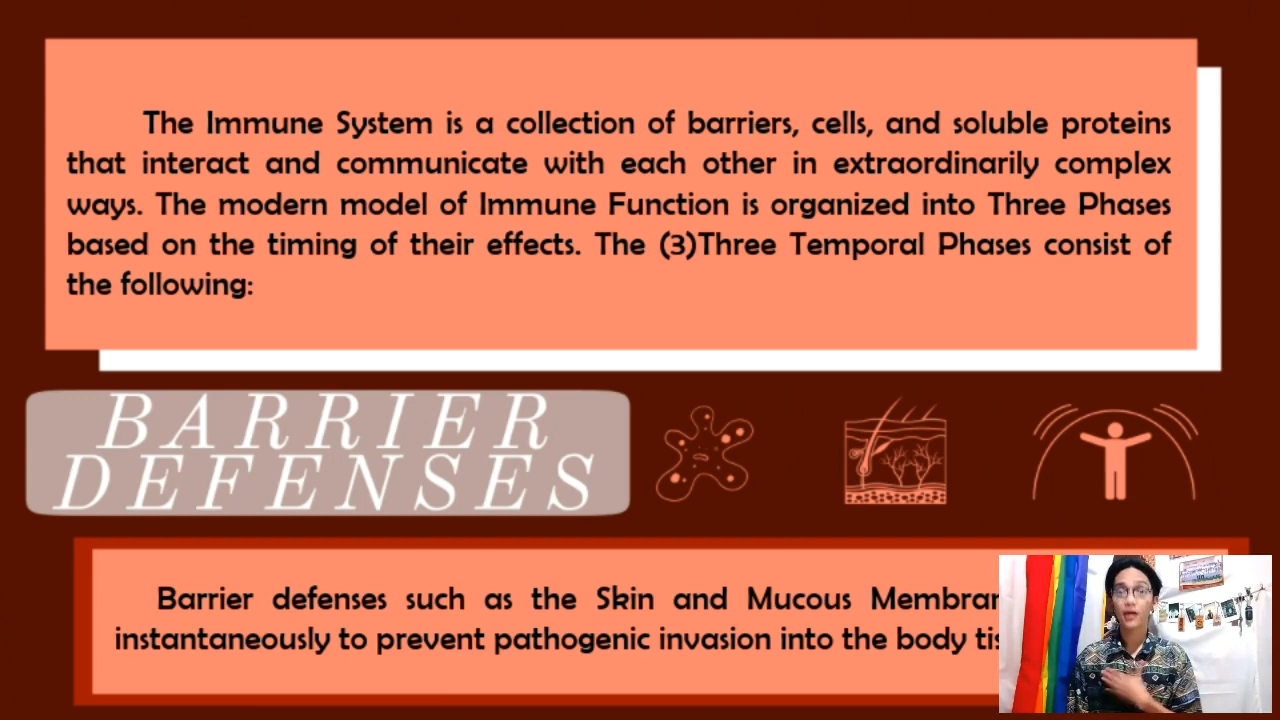 The Immune System is a collection of barriers, cells, and soluble proteins
that interact and communicate with each other in extraordinarily complex
ways. The modern model of Immune Function is organized into Three Phases
based on the timing of their effects. The (3)Three Temporal Phases consist of
the following:
BARRIER
DEFENSES
Barrier defenses such as the Skin and Mucous
instantaneously to prevent pathogenic invasion into the body